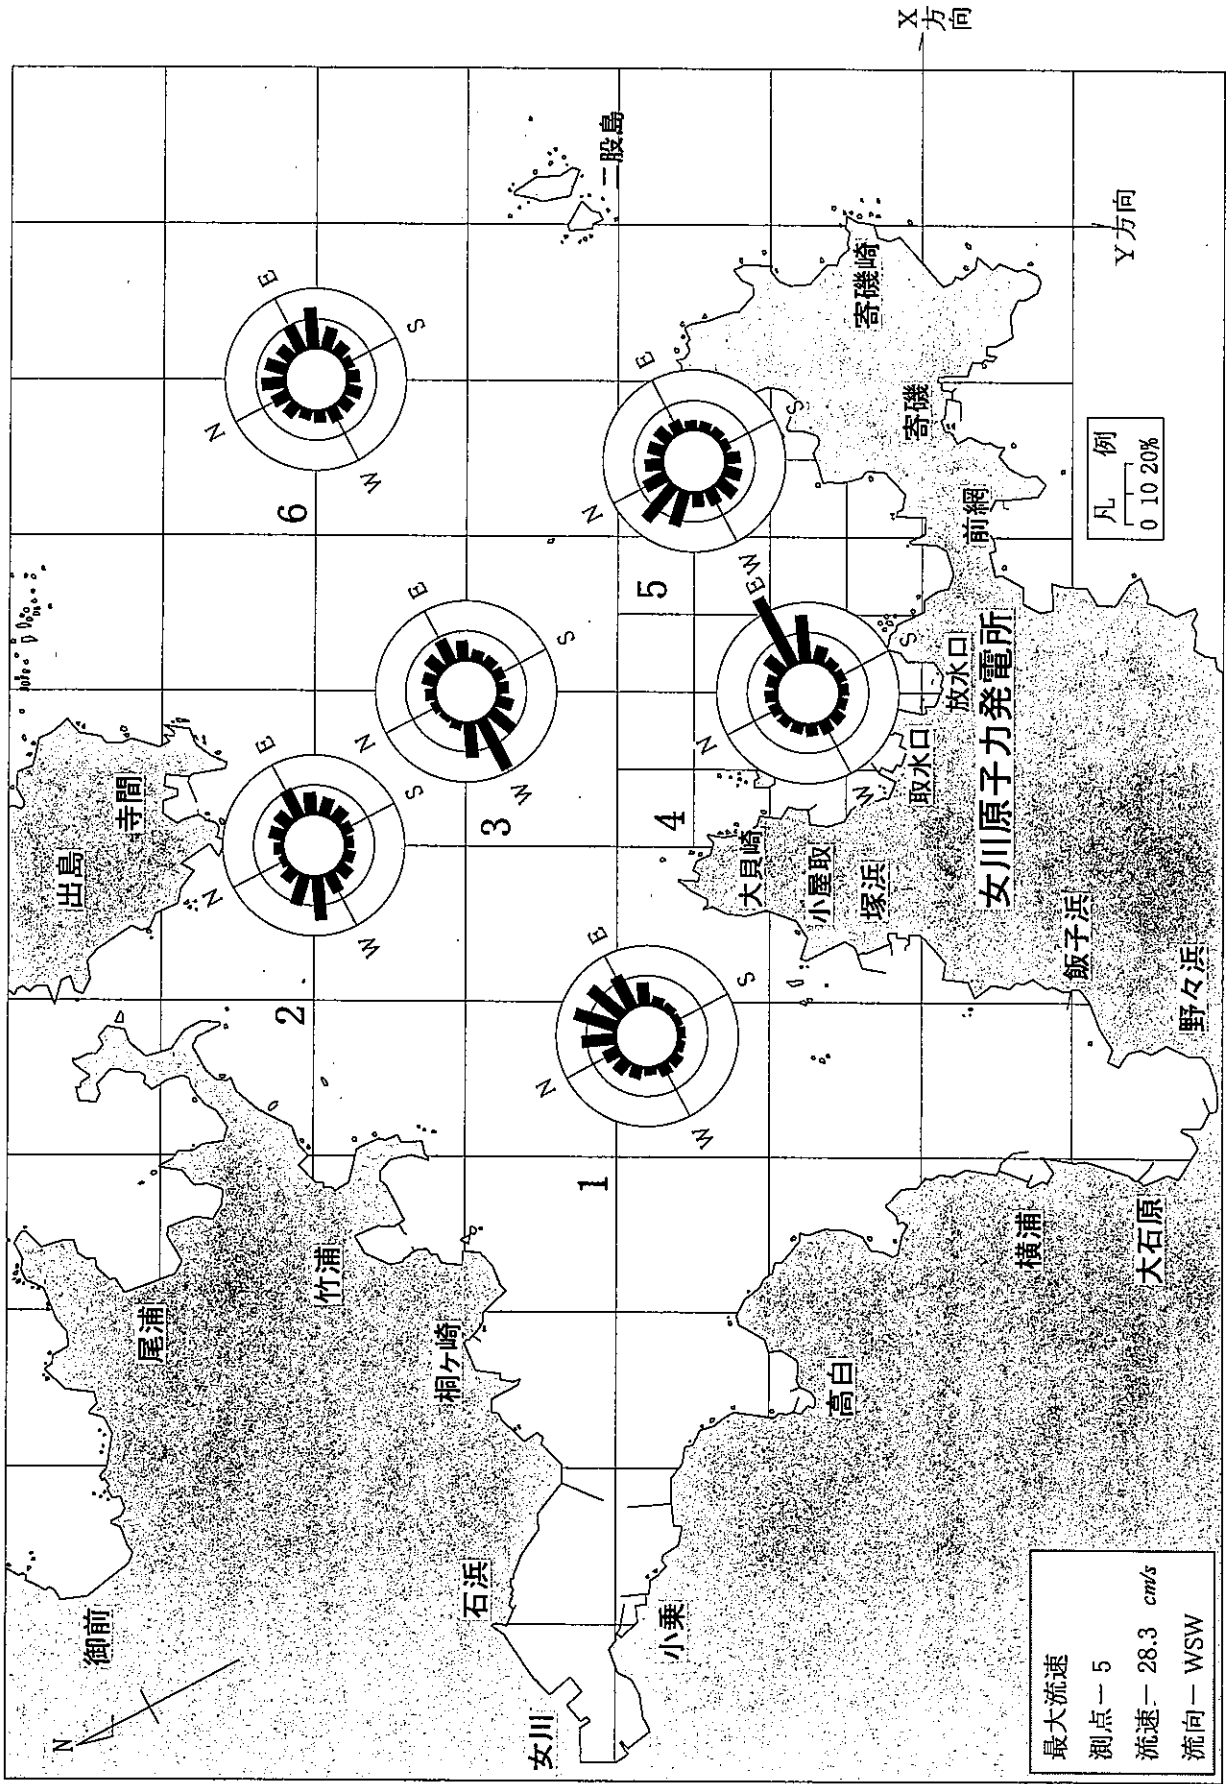 N
御前
尾浦
竹浦
桐ヶ崎
石浜
女川
小乗
高白
横浦
大石原
野々浜
飯子浜
塚浜
小屋取
大貝崎
出島
寺間
二股島
寄磯崎
寄磯
前網
女川原子力発電所
取水口
放水口
1
N
E
S
W
2
N
E
S
W
3
N
E
S
W
4
N
E
S
W
5
N
E
S
W
6
N
E
S
W
X
方向
Y方向
凡 例
0 10 20%
最大流速
測点－5
流速－28.3 cm/s
流向－WSW